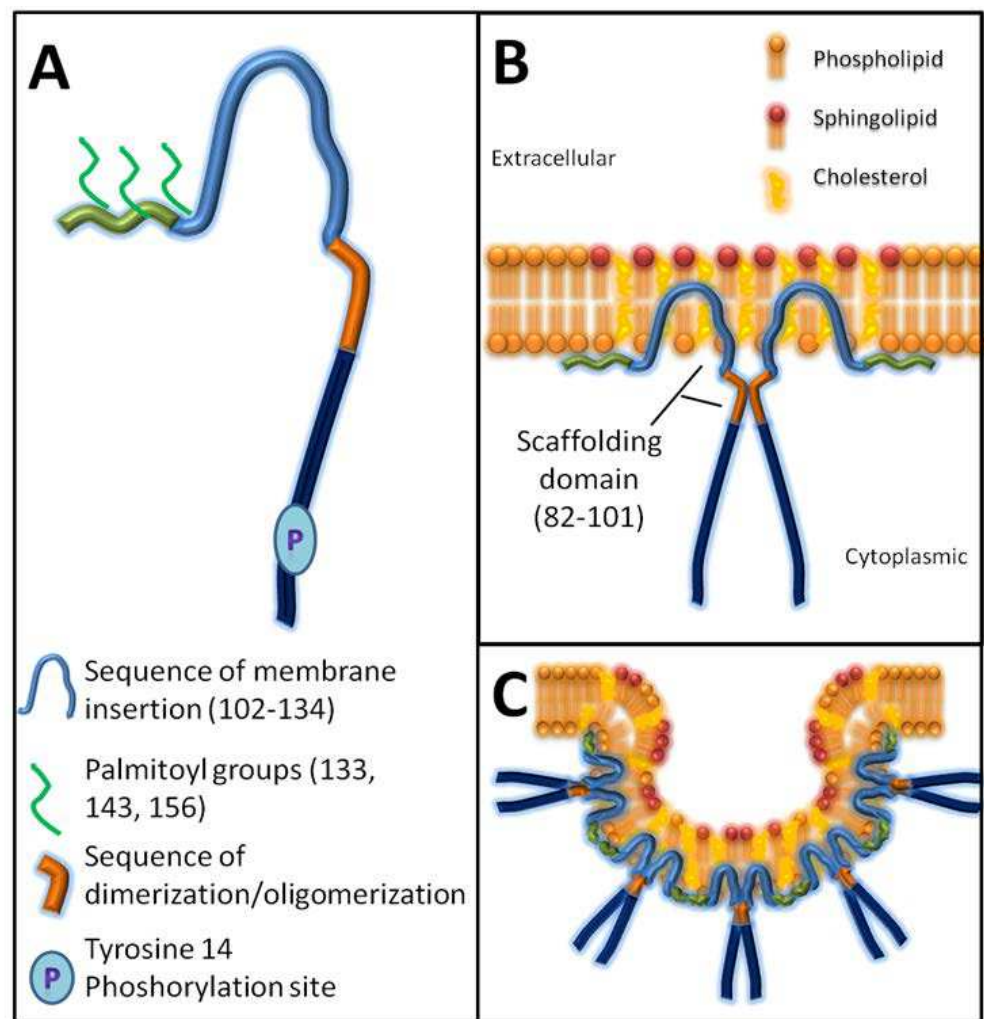 A
P
Sequence of membrane
insertion (102-134)
Palmitoyl groups (133,
143, 156)
Sequence of
dimerization/oligomerization
P
Tyrosine 14
Phoshorylation site
B
Phospholipid
Sphingolipid
Cholesterol
Extracellular
Scaffolding
domain
(82-101)
Cytoplasmic
C